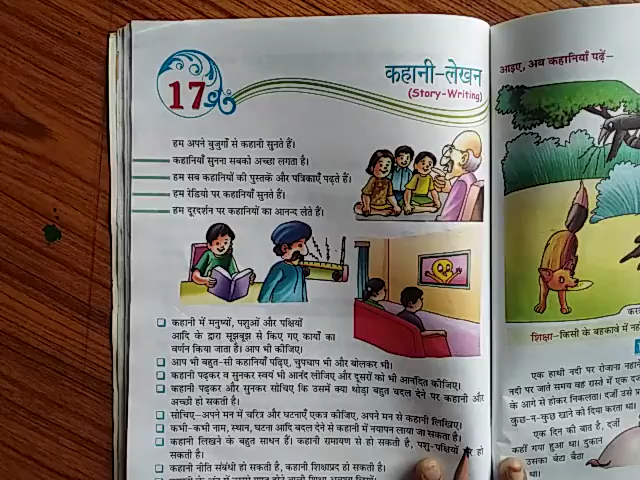 17
कहानी-लेखन
(Story-Writing)
हम अपने बुजुर्गों से कहानी सुनते हैं।
कहानियाँ सुनना सबको अच्छा लगता है।
हम सब कहानियों की पुस्तकें और पत्रिकाएँ पढ़ते हैं।
हम रेडियो पर कहानियाँ सुनते हैं।
हम दूरदर्शन पर कहानियों का आनन्द लेते हैं।
कहानी में मनुष्यों, पशुओं और पक्षियों
आदि के द्वारा सूझबूझ से किए गए कार्यों का
वर्णन किया जाता है। आप भी कीजिए।
आप भी बहुत-सी कहानियाँ पढ़िए, चुपचाप भी और बोलकर भी।
कहानी पढ़कर व सुनकर स्वयं भी आनंद लीजिए और दूसरों को भी आनंदित कीजिए।
कहानी पढ़कर और सुनकर सोचिए कि उसमें क्या थोड़ा बहुत बदल देने पर कहानी और
अच्छी हो सकती है।
सोचिए-अपने मन में चरित्र और घटनाएँ एकत्र कीजिए, अपने मन से कहानी लिखिए।
कभी-कभी नाम, स्थान, घटना आदि बदल देने से कहानी में नयापन लाया जा सकता है।
कहानी लिखने के बहुत साधन हैं। कहानी रामायण से हो सकती है, पशु-पक्षियों पर हो
सकती है।
कहानी नीति संबंधी हो सकती है, कहानी शिक्षाप्रद हो सकती है।
आइए, अब कहानियाँ पढ़ें-
शिक्षा-किसी के बहकावे में
एक हाथी नदी पर रोजाना
नदी पर जाते समय वह रास्ते में एक
के आगे से होकर निकलता। दर्जी उसे
कुछ-न-कुछ खाने को दिया करता था।
एक दिन की बात है, दर्जी
कहीं गया हुआ था। दुकान
उसका बेटा बैठा
था।